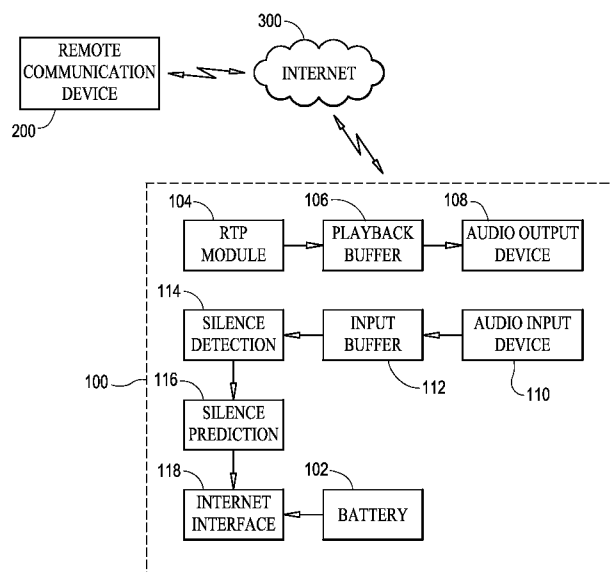 300
REMOTE
COMMUNICATION
DEVICE
INTERNET
200
104
106
108
RTP
MODULE
PLAYBACK
BUFFER
AUDIO OUTPUT
DEVICE
114
SILENCE
DETECTION
INPUT
BUFFER
AUDIO INPUT
DEVICE
100
116
112
110
SILENCE
PREDICTION
118
102
INTERNET
INTERFACE
BATTERY